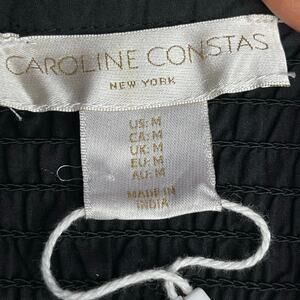 CAROLINE CONSTAS
NEW YORK
US: M
CA: M
UK: M
EU: M
AU: M
MADE IN
INDIA